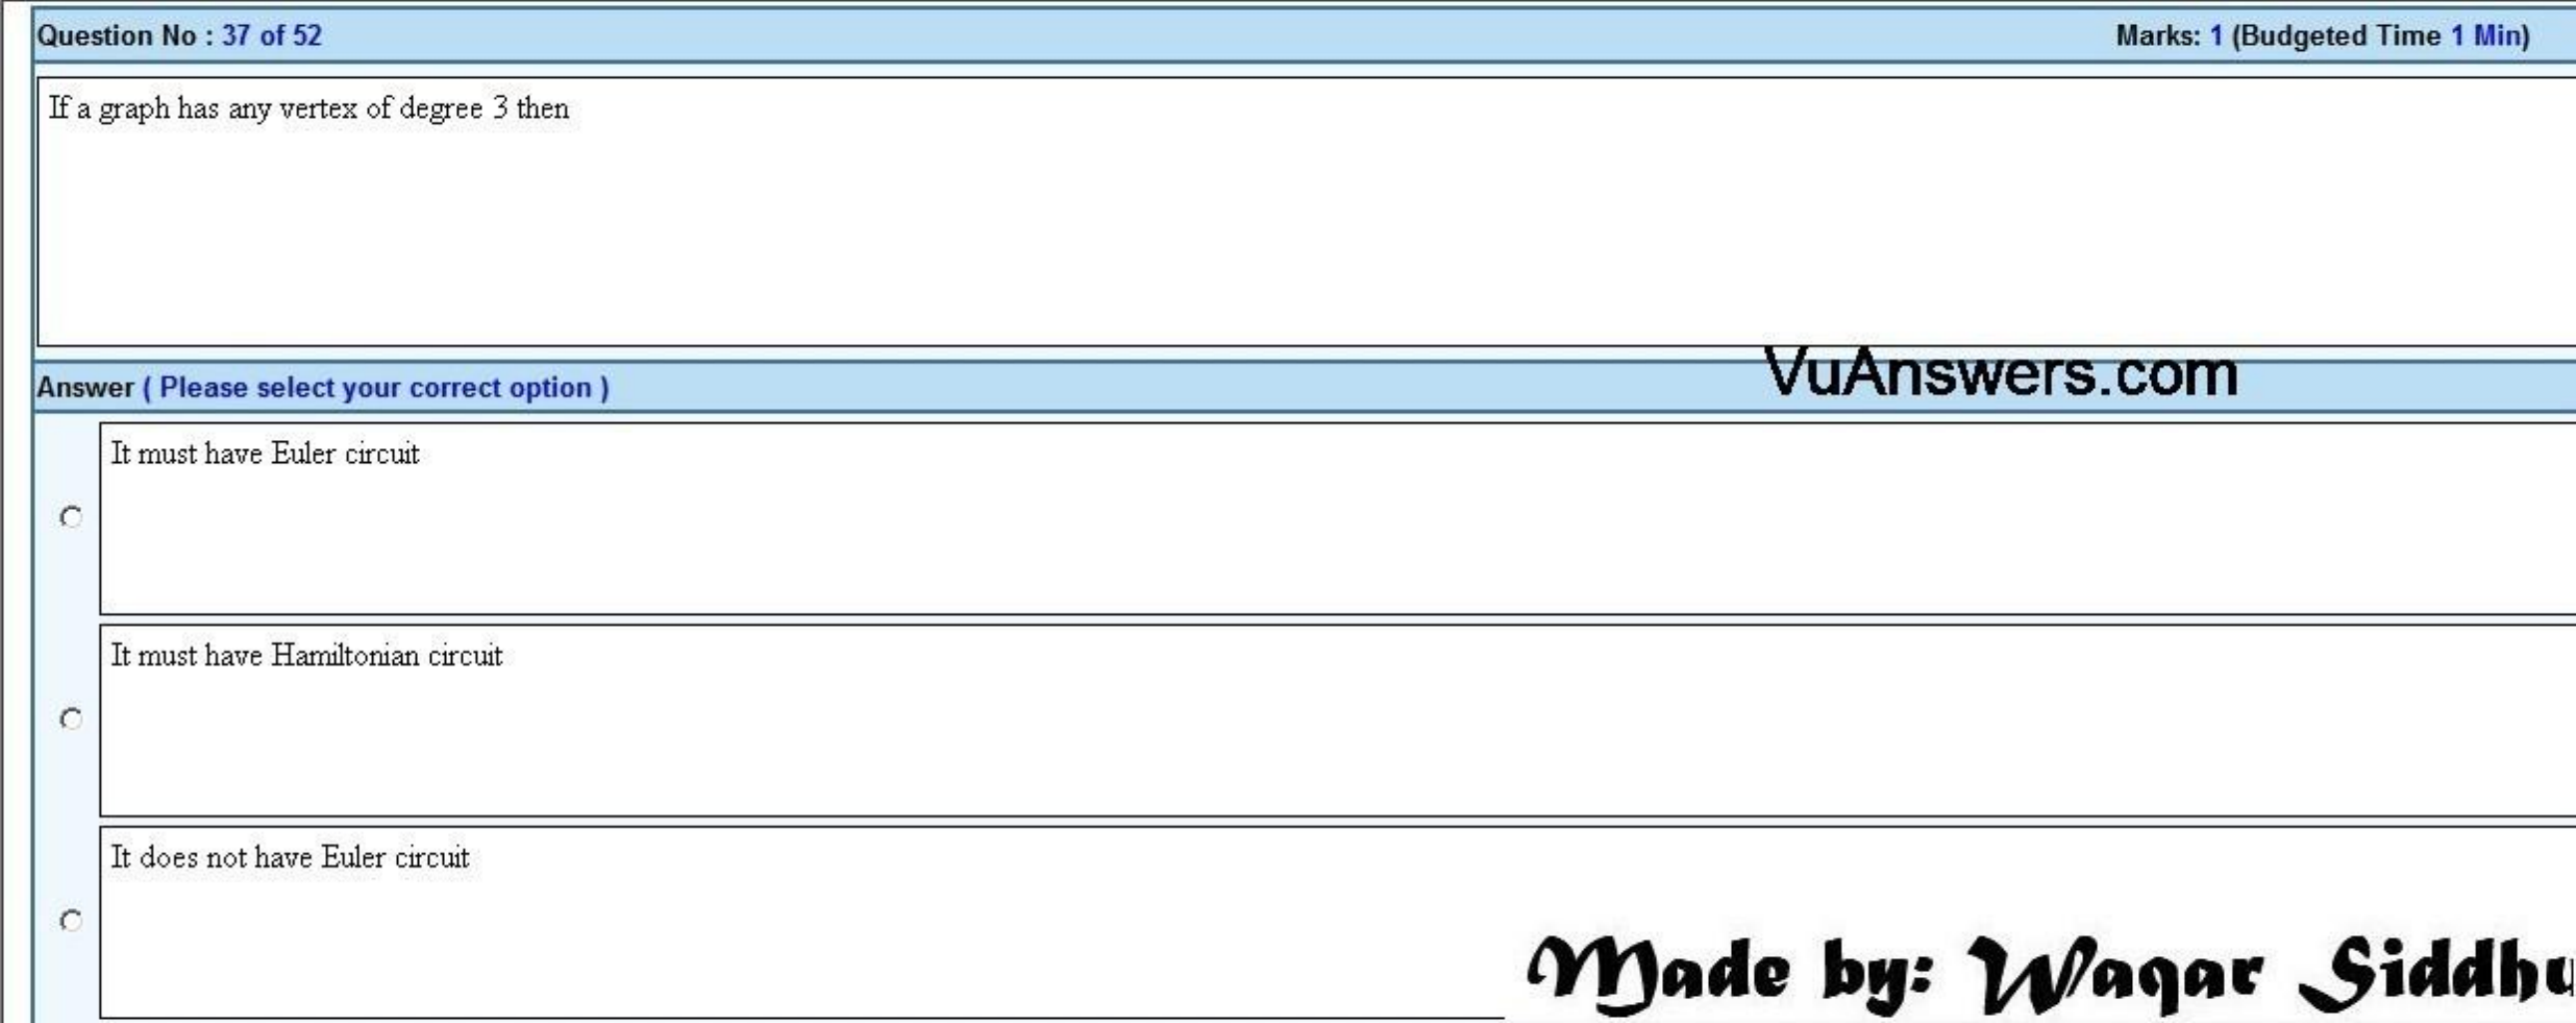 Question No : 37 of 52 Marks: 1 (Budgeted Time 1 Min)
If a graph has any vertex of degree 3 then
VuAnswers.com
Answer ( Please select your correct option )
It must have Euler circuit
It must have Hamiltonian circuit
It does not have Euler circuit
Made by: Waqar Siddhu